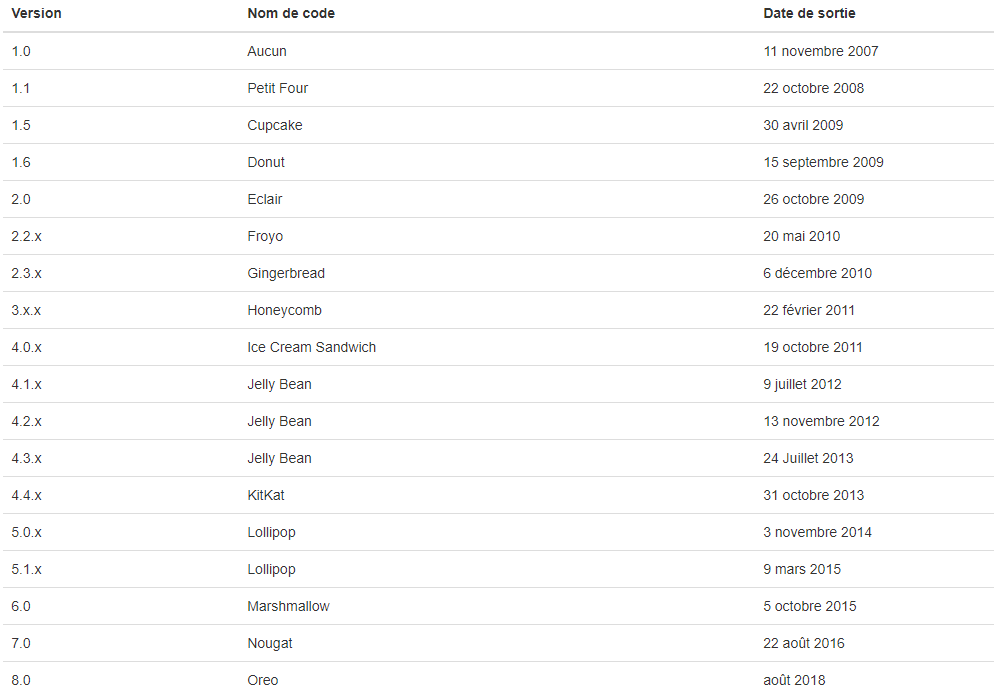 Version Nom de code Date de sortie
1.0 Aucun 11 novembre 2007
1.1 Petit Four 22 octobre 2008
1.5 Cupcake 30 avril 2009
1.6 Donut 15 septembre 2009
2.0 Eclair 26 octobre 2009
2.2.x Froyo 20 mai 2010
2.3.x Gingerbread 6 décembre 2010
3.x.x Honeycomb 22 février 2011
4.0.x Ice Cream Sandwich 19 octobre 2011
4.1.x Jelly Bean 9 juillet 2012
4.2.x Jelly Bean 13 novembre 2012
4.3.x Jelly Bean 24 Juillet 2013
4.4.x KitKat 31 octobre 2013
5.0.x Lollipop 3 novembre 2014
5.1.x Lollipop 9 mars 2015
6.0 Marshmallow 5 octobre 2015
7.0 Nougat 22 août 2016
8.0 Oreo août 2018